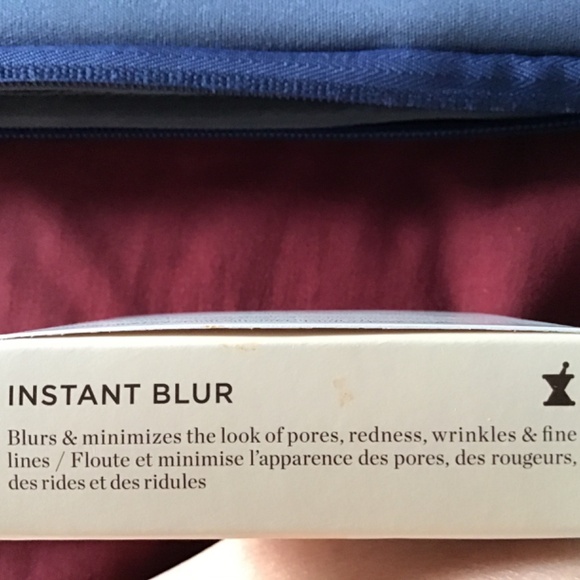 INSTANT BLUR
Blurs & minimizes the look of pores, redness, wrinkles & fine
lines / Floute et minimise l'apparence des pores, des rougeurs,
des rides et des ridules